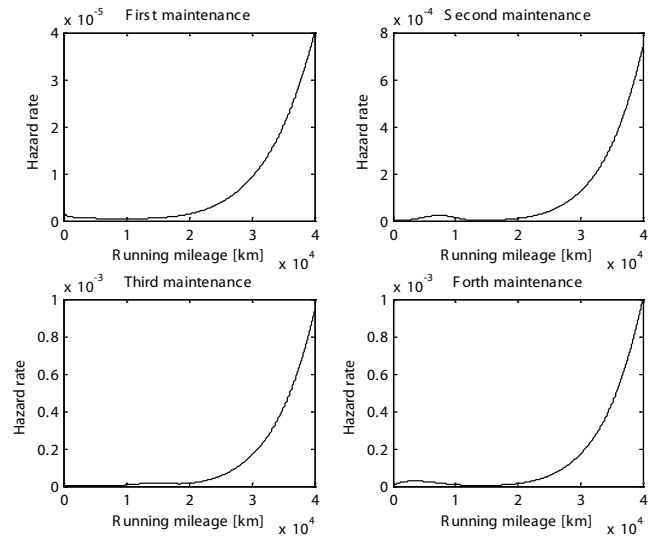 First maintenance
x 10^-5
Hazard rate
4
3
2
1
0
0 1 2 3 4
Running mileage [km]
x 10^4
Second maintenance
x 10^-4
Hazard rate
8
6
4
2
0
0 1 2 3 4
Running mileage [km]
x 10^4
Third maintenance
x 10^-3
Hazard rate
1
0.8
0.6
0.4
0.2
0
0 1 2 3 4
Running mileage [km]
x 10^4
Forth maintenance
x 10^-3
Hazard rate
1
0.8
0.6
0.4
0.2
0
0 1 2 3 4
Running mileage [km]
x 10^4